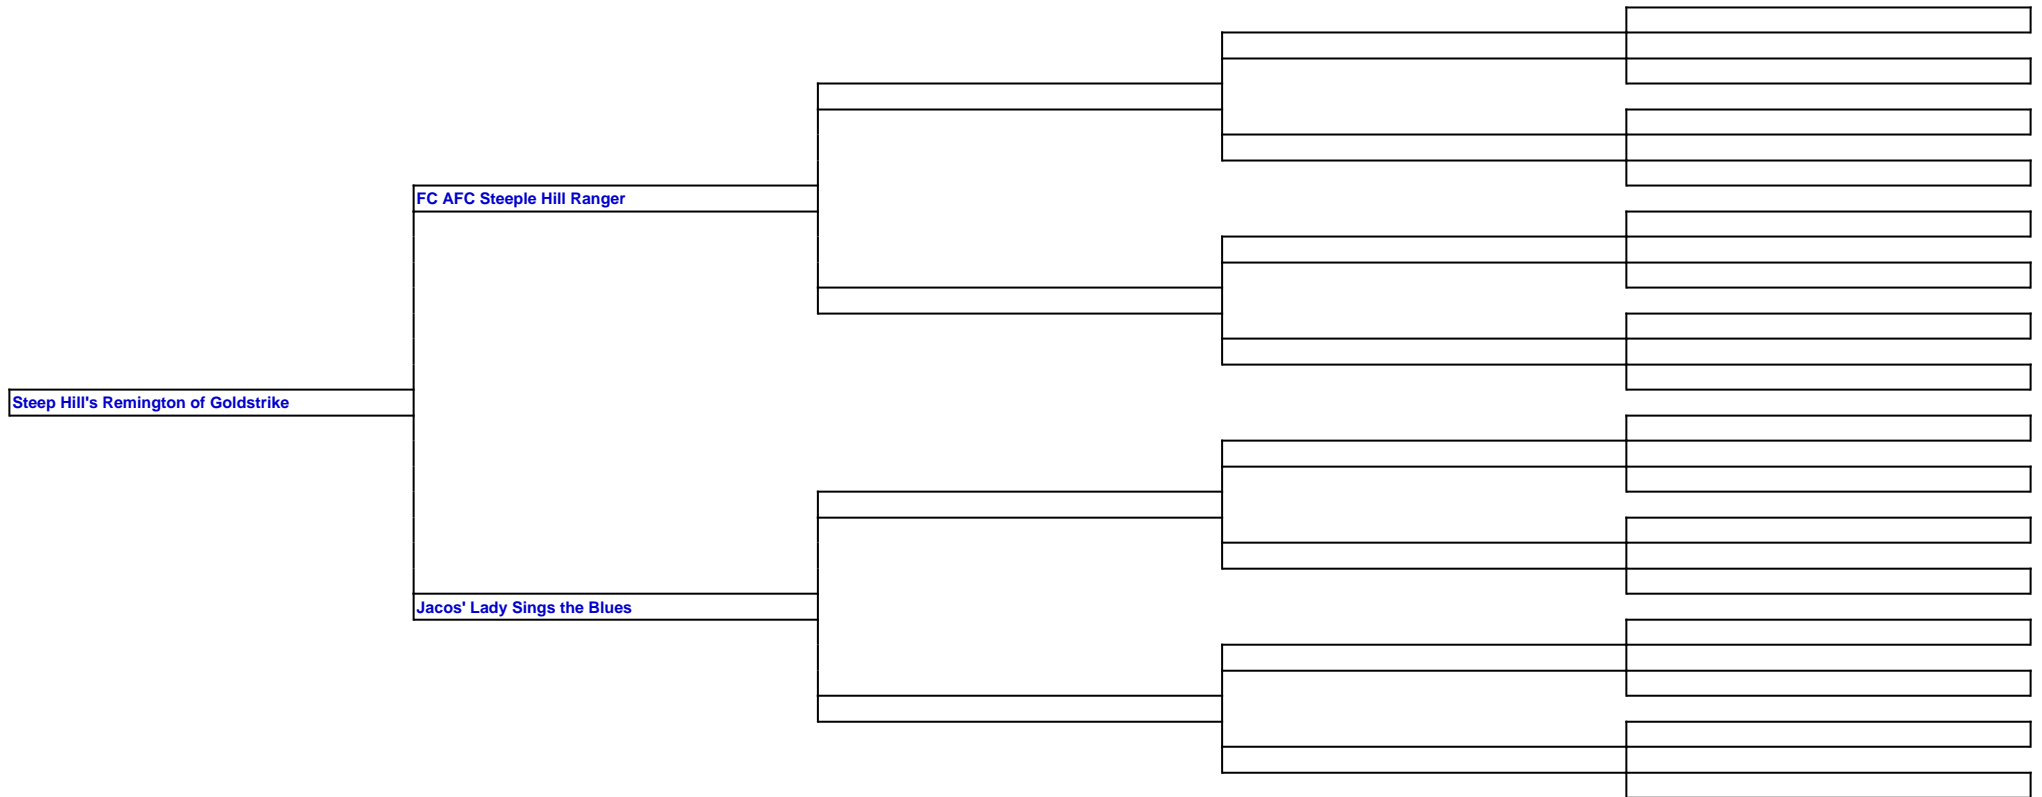 FC AFC Steeple Hill Ranger
Steep Hill's Remington of Goldstrike
Jacos' Lady Sings the Blues